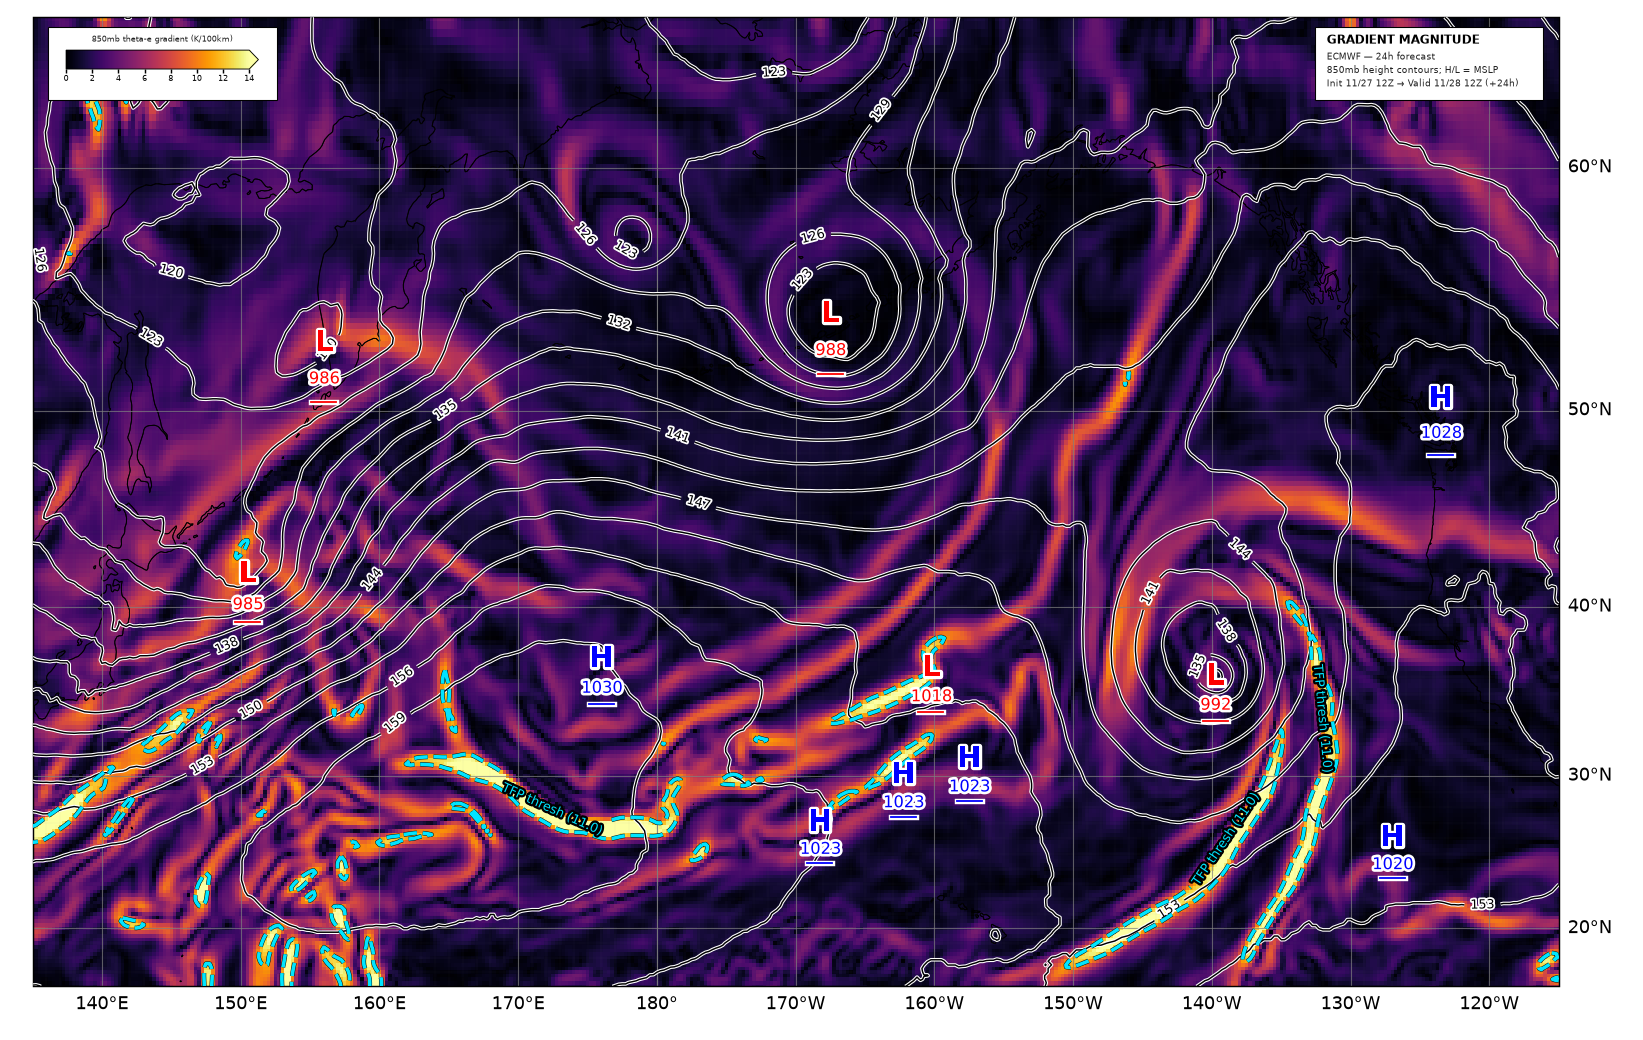 850mb theta-e gradient (K/100km)
0 2 4 6 8 10 12 14
GRADIENT MAGNITUDE
ECMWF — 24h forecast
850mb height contours; H/L = MSLP
Init 11/27 12Z → Valid 11/28 12Z (+24h)
123
129
60°N
126
123
126
126
120
123
123
132
L
988
L
986
135
141
H
1028
50°N
147
144
L
985
144
141
40°N
138
138
H
1030
156
135
L
1018
L
992
150
159
TFP thresh (11.0)
153
H
1023
H
1023
30°N
TFP thresh (11.0)
H
1023
TFP thresh (11.0)
H
1020
153
153
20°N
140°E 150°E 160°E 170°E 180° 170°W 160°W 150°W 140°W 130°W 120°W